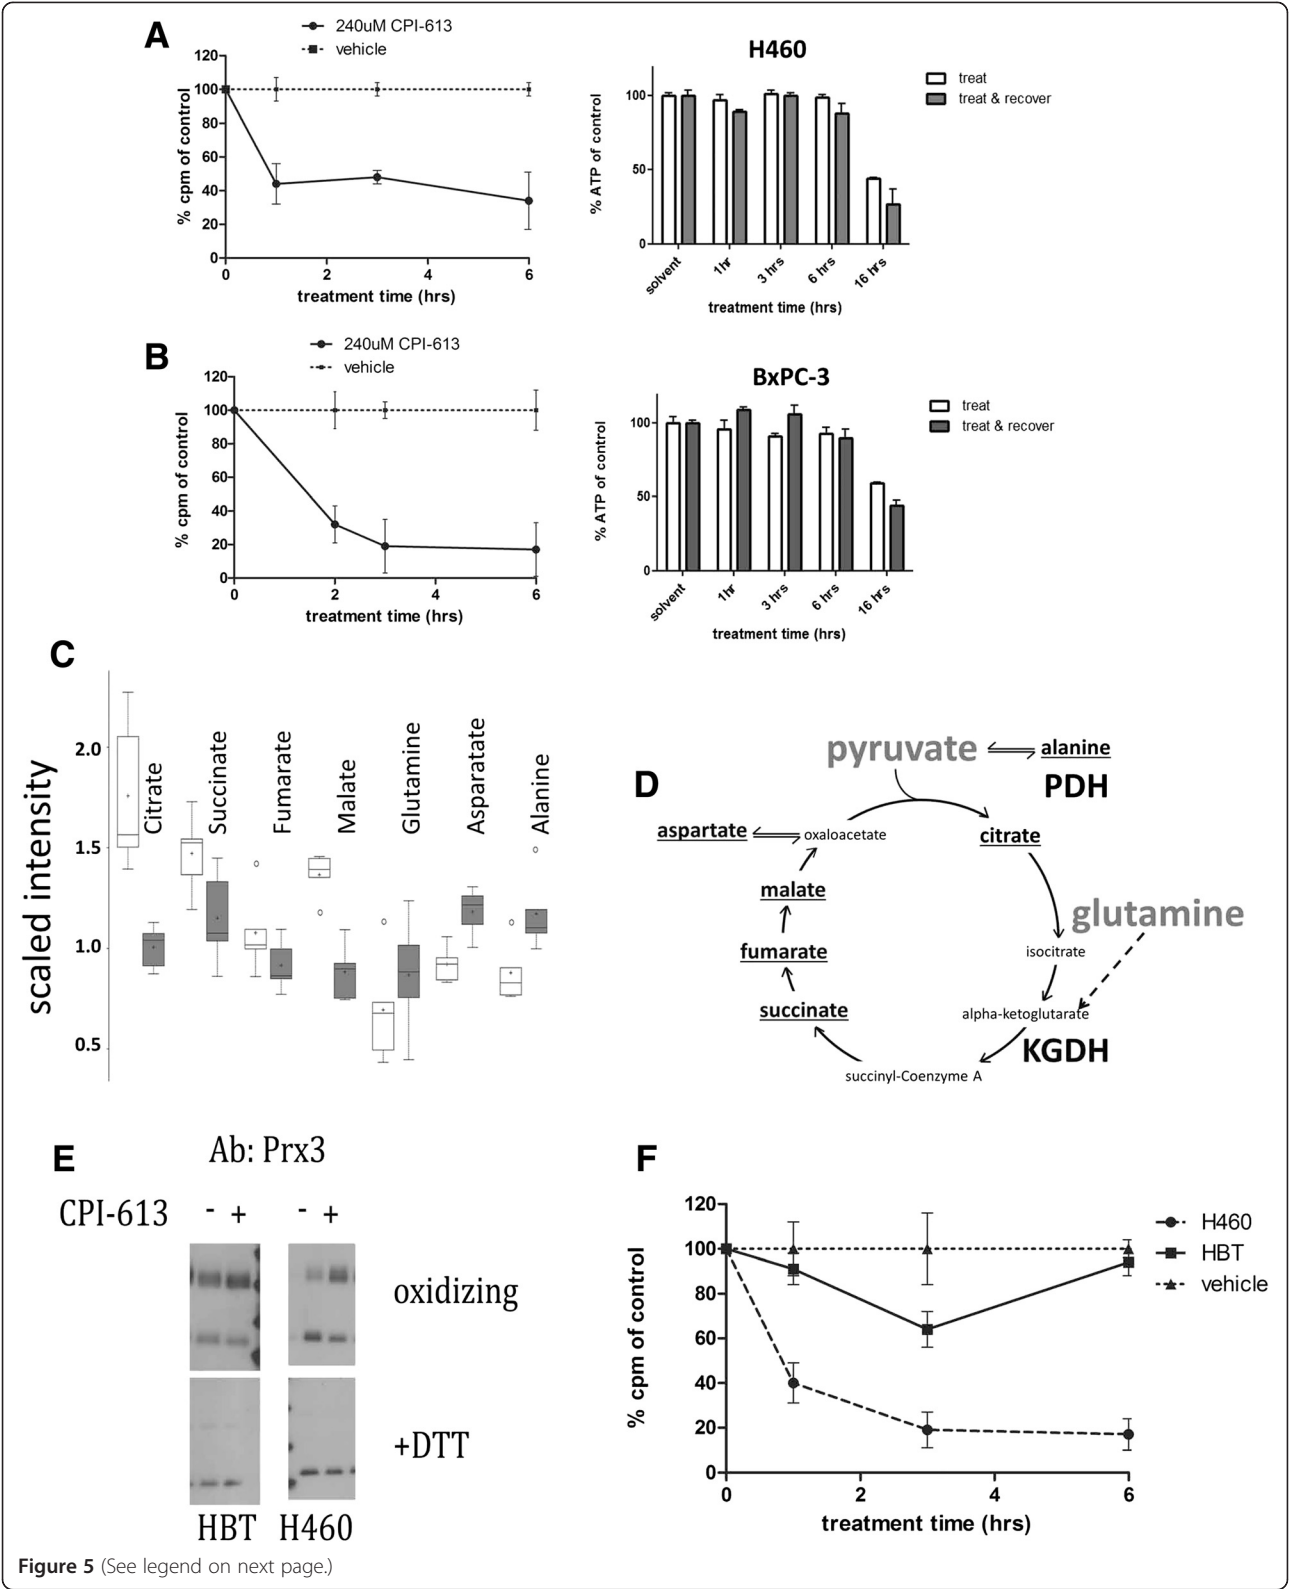 A
240uM CPI-613
vehicle
120
100
80
60
40
20
0
% cpm of control
0 2 4 6
treatment time (hrs)
H460
treat
treat & recover
100
50
0
% ATP of control
solvent 1hr 3 hrs 6 hrs 16 hrs
treatment time (hrs)
B
240uM CPI-613
vehicle
120
100
80
60
40
20
0
% cpm of control
0 2 4 6
treatment time (hrs)
BxPC-3
treat
treat & recover
100
50
0
% ATP of control
solvent 1hr 3 hrs 6 hrs 16 hrs
treatment time (hrs)
C
scaled intensity
2.0
1.5
1.0
0.5
Citrate
Succinate
Fumarate
Malate
Glutamine
Asparatate
Alanine
D
pyruvate
alanine
PDH
aspartate
oxaloacetate
citrate
malate
glutamine
fumarate
isocitrate
succinate
alpha-ketoglutarate
KGDH
succinyl-Coenzyme A
E
Ab: Prx3
CPI-613 - + - +
oxidizing
+DTT
HBT H460
F
120
100
80
60
40
20
0
% cpm of control
0 2 4 6
treatment time (hrs)
H460
HBT
vehicle
Figure 5 (See legend on next page.)